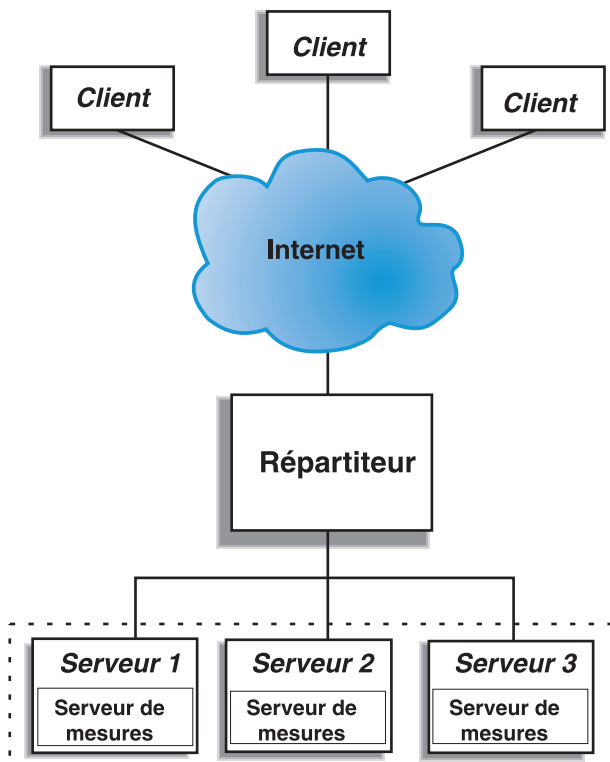 Client
Client
Client
Internet
Répartiteur
Serveur 1
Serveur de
mesures
Serveur 2
Serveur de
mesures
Serveur 3
Serveur de
mesures